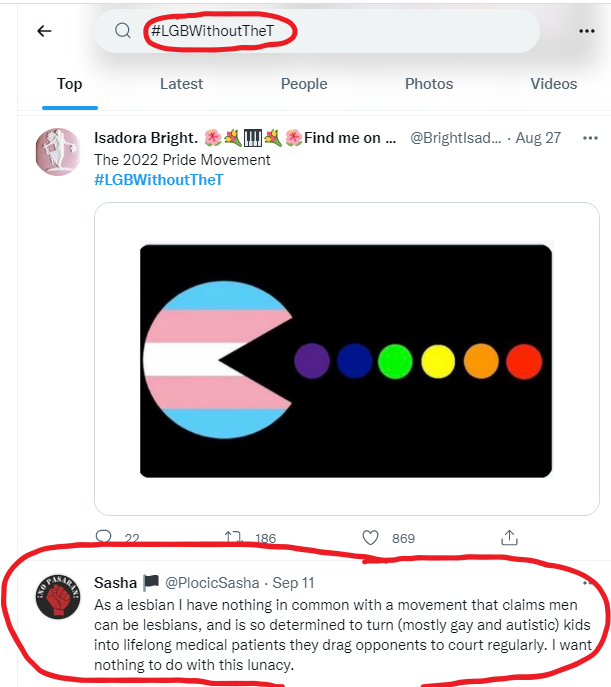 #LGBWithoutTheT
Top Latest People Photos Videos
Isadora Bright. 🌺💐🎹💐🌺Find me on ... @BrightIsad... · Aug 27
The 2022 Pride Movement
#LGBWithoutTheT
22 186 869
¡NO PASARAN!
Sasha 🏴 @PlocicSasha · Sep 11
As a lesbian I have nothing in common with a movement that claims men
can be lesbians, and is so determined to turn (mostly gay and autistic) kids
into lifelong medical patients they drag opponents to court regularly. I want
nothing to do with this lunacy.